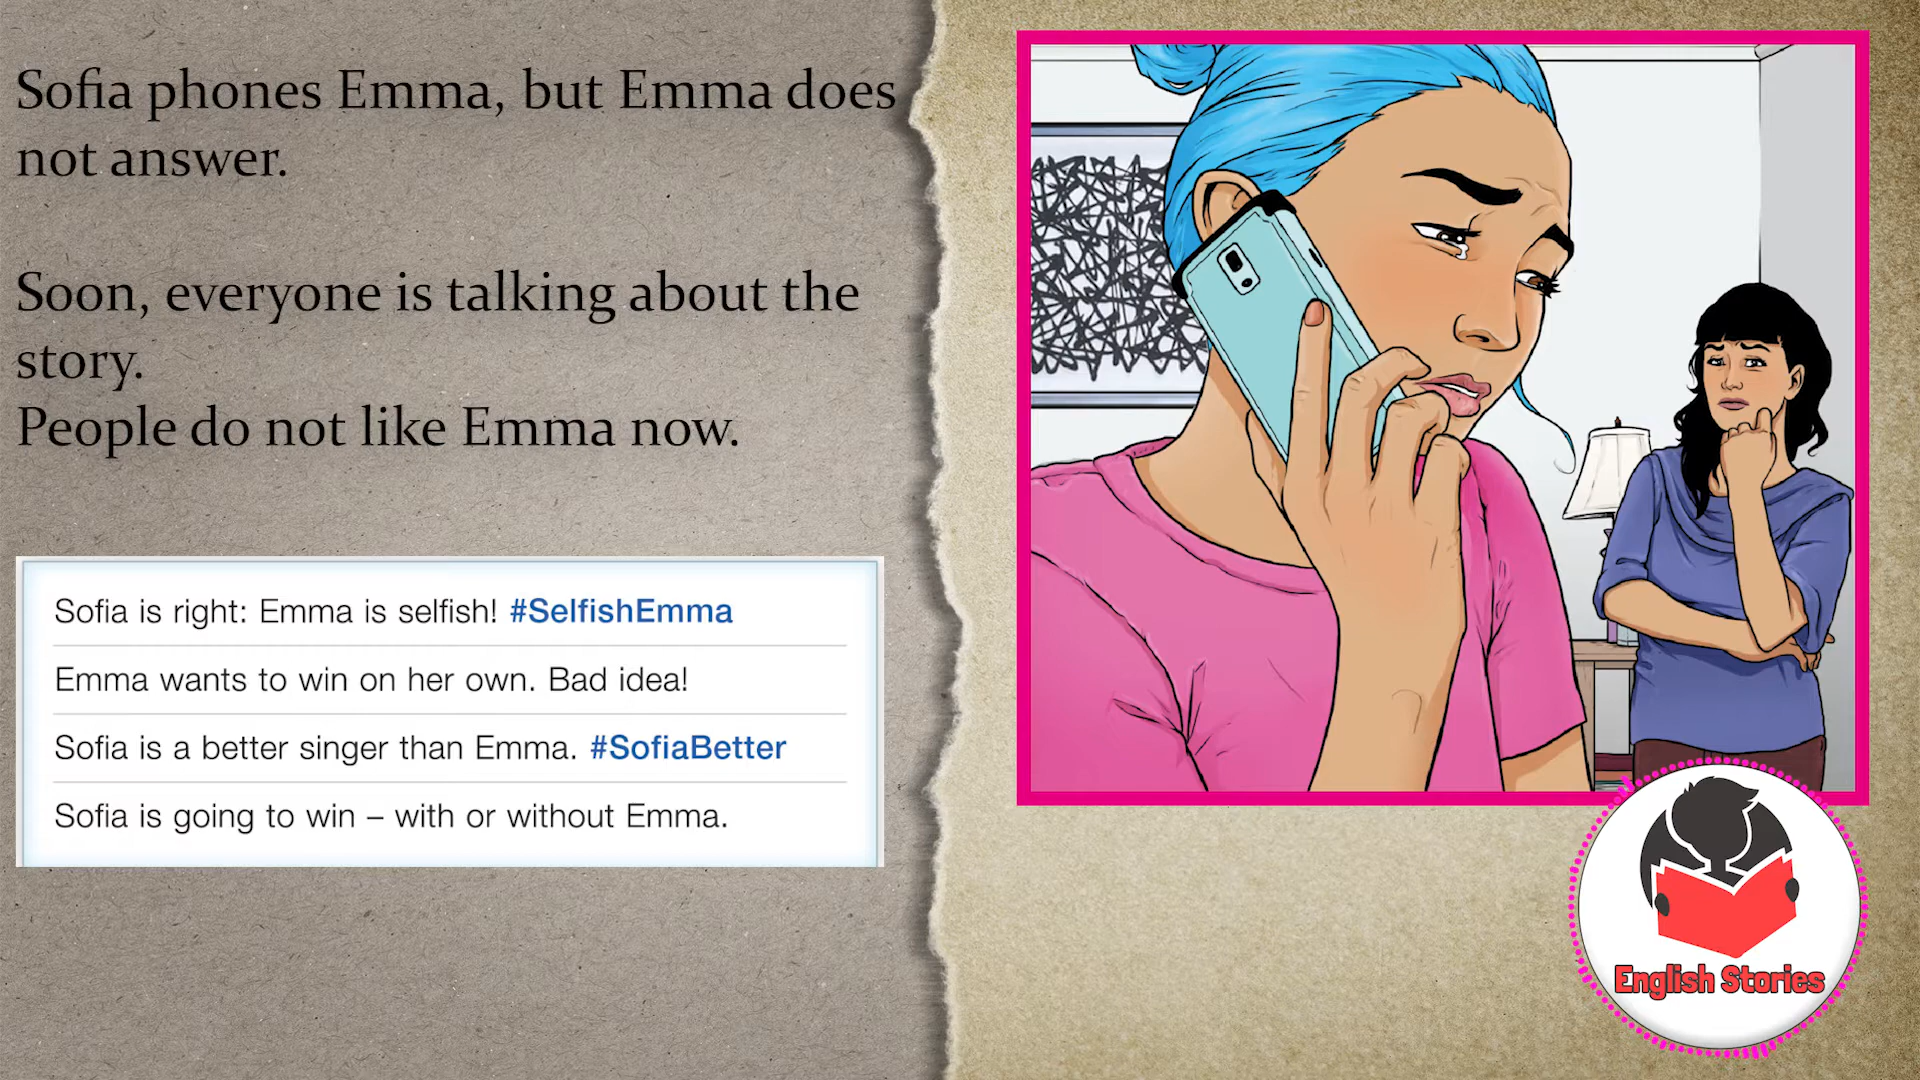 Sofia phones Emma, but Emma does
not answer.
Soon, everyone is talking about the
story.
People do not like Emma now.
Sofia is right: Emma is selfish! #SelfishEmma
Emma wants to win on her own. Bad idea!
Sofia is a better singer than Emma. #SofiaBetter
Sofia is going to win – with or without Emma.
English Stories